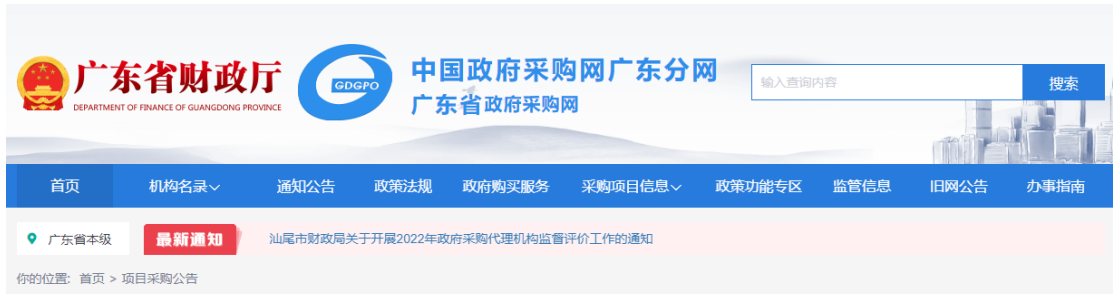 广东省财政厅
DEPARTMENT OF FINANCE OF GUANGDONG PROVINCE
GDGPO
中国政府采购网广东分网
广东省政府采购网
输入查询内容
搜索
首页 机构名录 通知公告 政策法规 政府购买服务 采购项目信息 政策功能专区 监管信息 旧网公告 办事指南
广东省本级 最新通知 汕尾市财政局关于开展2022年政府采购代理机构监督评价工作的通知
你的位置: 首页 > 项目采购公告